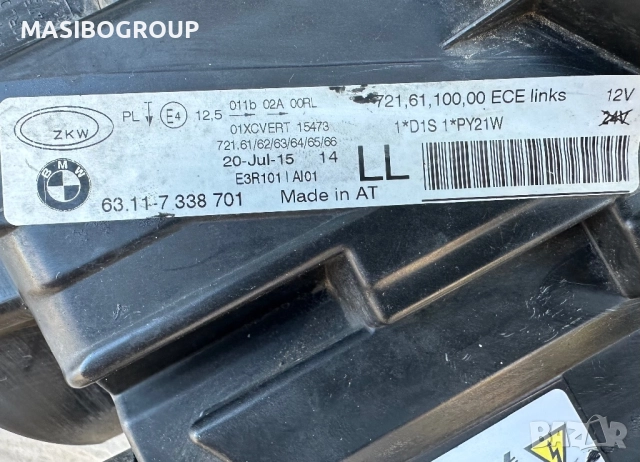 MASIBOGROUP
ZKW
PL E4 12,5 011b 02A 00RL
01XCVERT 15473
721,61/62/63/64/65/66
20-Jul-15 14
E3R101 | AI01
BMW
63.11-7 338 701 Made in AT
LL
721,61,100,00 ECE links 12V
1*D1S 1*PY21W 24V
BAZAR